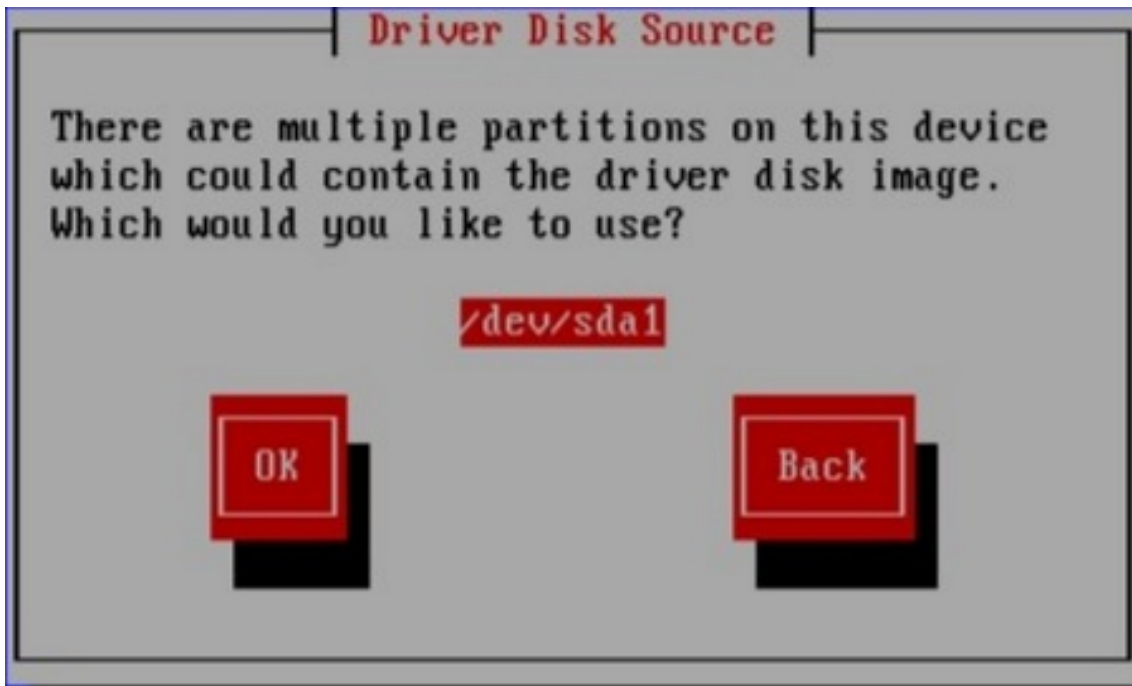 Driver Disk Source
There are multiple partitions on this device
which could contain the driver disk image.
Which would you like to use?
/dev/sda1
OK Back